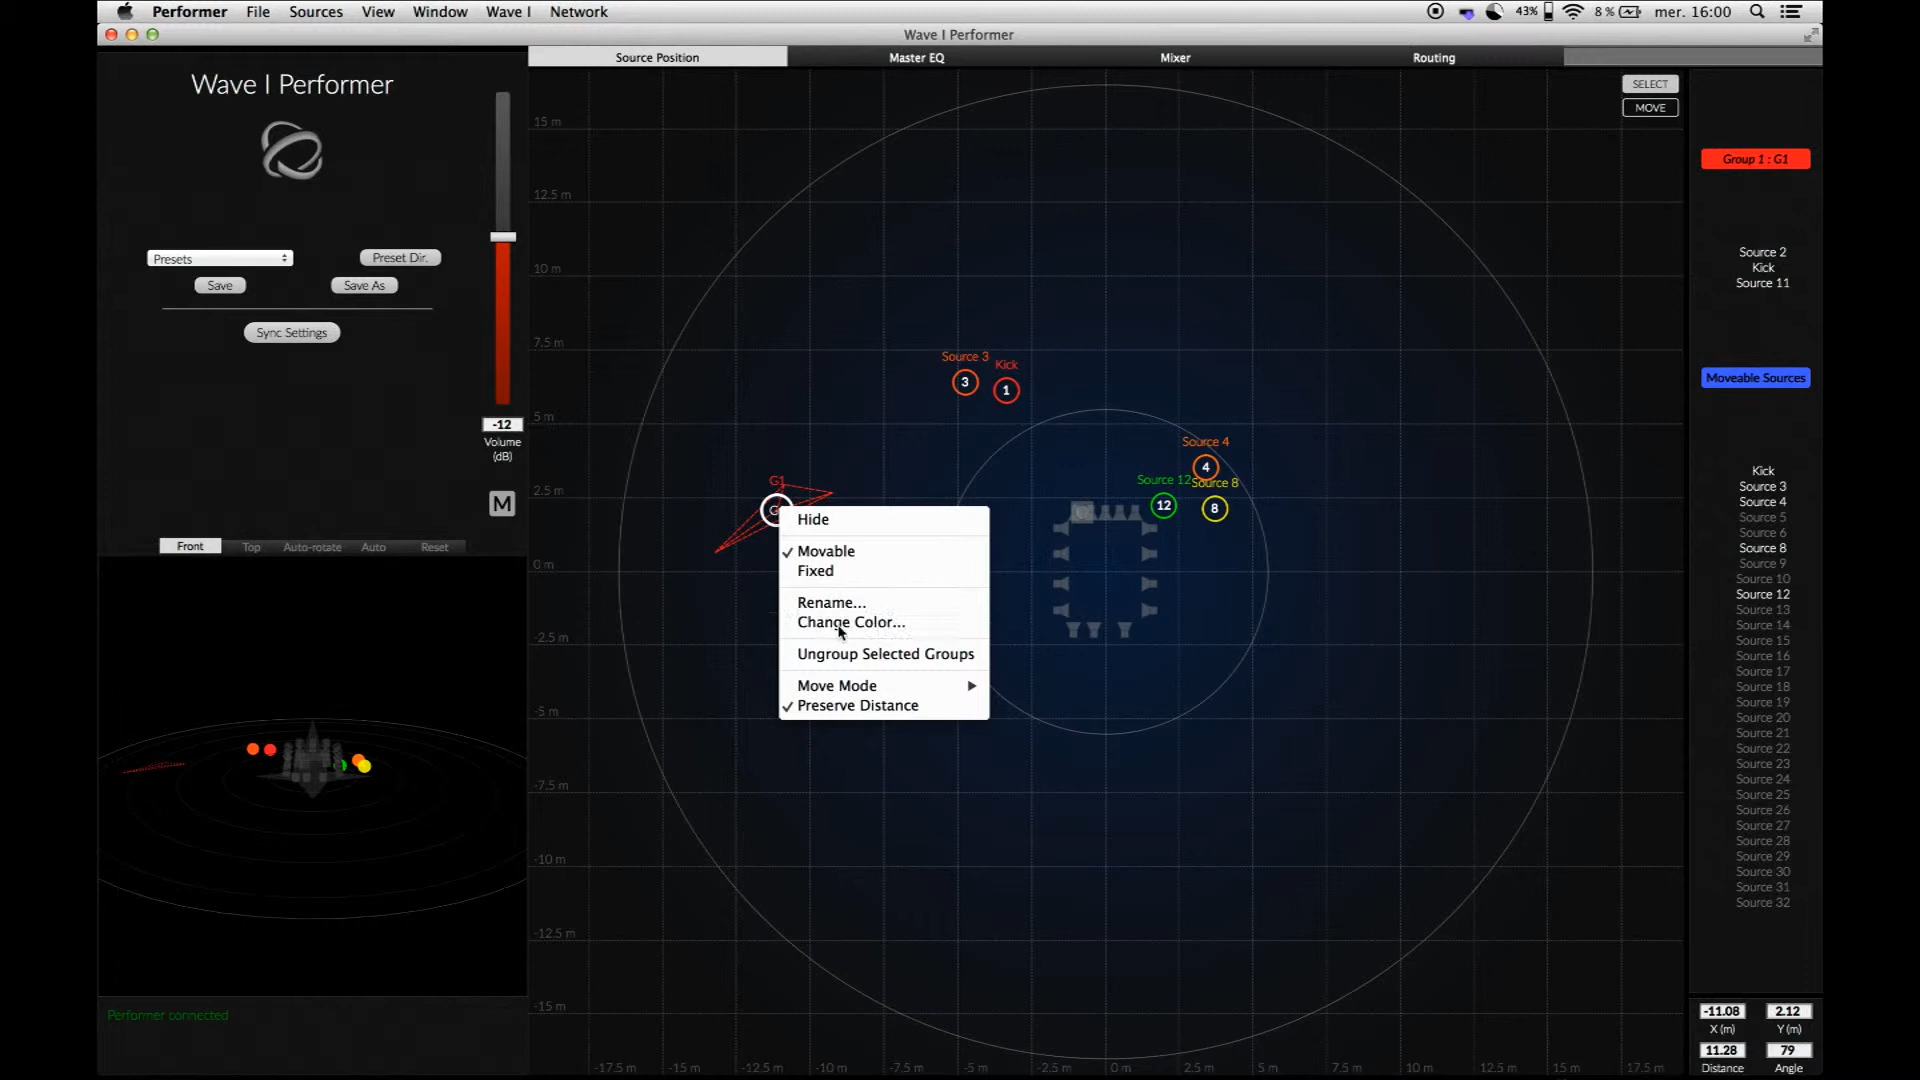 Performer File Sources View Window Wave I Network
43% 8% mer. 16:00
Wave I Performer
Source Position Master EQ Mixer Routing
Wave I Performer
Presets Preset Dir.
Save Save As
Sync Settings
-12
Volume
(dB)
M
Front Top Auto-rotate Auto Reset
Performer connected
SELECT
MOVE
15 m
12.5 m
10 m
7.5 m
5 m
2.5 m
0 m
-2.5 m
-5 m
-7.5 m
-10 m
-12.5 m
-15 m
-17.5 m -15 m -12.5 m -10 m -7.5 m -5 m -2.5 m 0 m 2.5 m 5 m 7.5 m 10 m 12.5 m 15 m 17.5 m
Source 3
3
Kick
1
Source 4
4
Source 12
12
Source 8
8
G1
Hide
Movable
Fixed
Rename...
Change Color...
Ungroup Selected Groups
Move Mode
Preserve Distance
Group 1 : G1
Source 2
Kick
Source 11
Moveable Sources
Kick
Source 3
Source 4
Source 5
Source 6
Source 8
Source 9
Source 10
Source 12
Source 13
Source 14
Source 15
Source 16
Source 17
Source 18
Source 19
Source 20
Source 21
Source 22
Source 23
Source 24
Source 25
Source 26
Source 27
Source 28
Source 29
Source 30
Source 31
Source 32
-11.08 2.12
X (m) Y (m)
11.28 79
Distance Angle